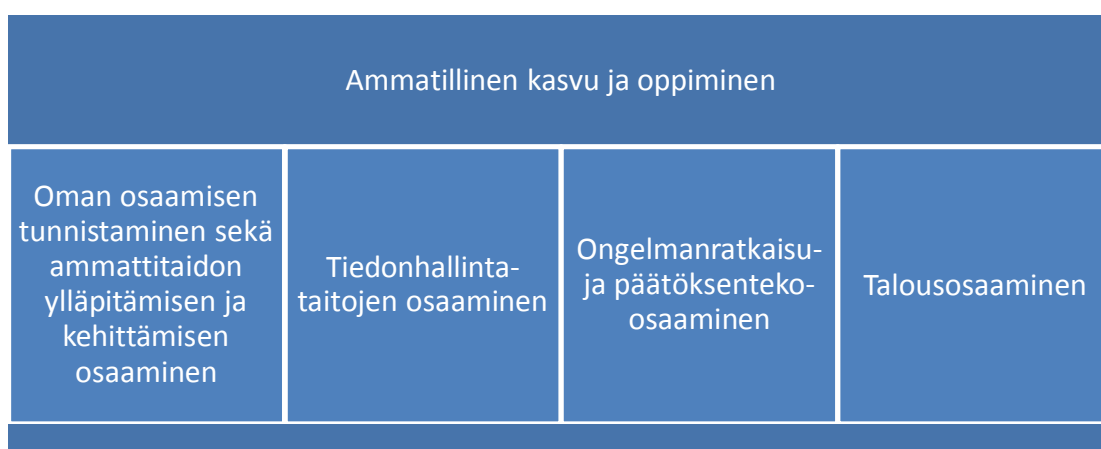 Ammatillinen kasvu ja oppiminen
Oman osaamisen
tunnistaminen sekä
ammattitaidon
ylläpitämisen ja
kehittämisen
osaaminen
Tiedonhallinta-
taitojen osaaminen
Ongelmanratkaisu-
ja päätöksenteko-
osaaminen
Talousosaaminen